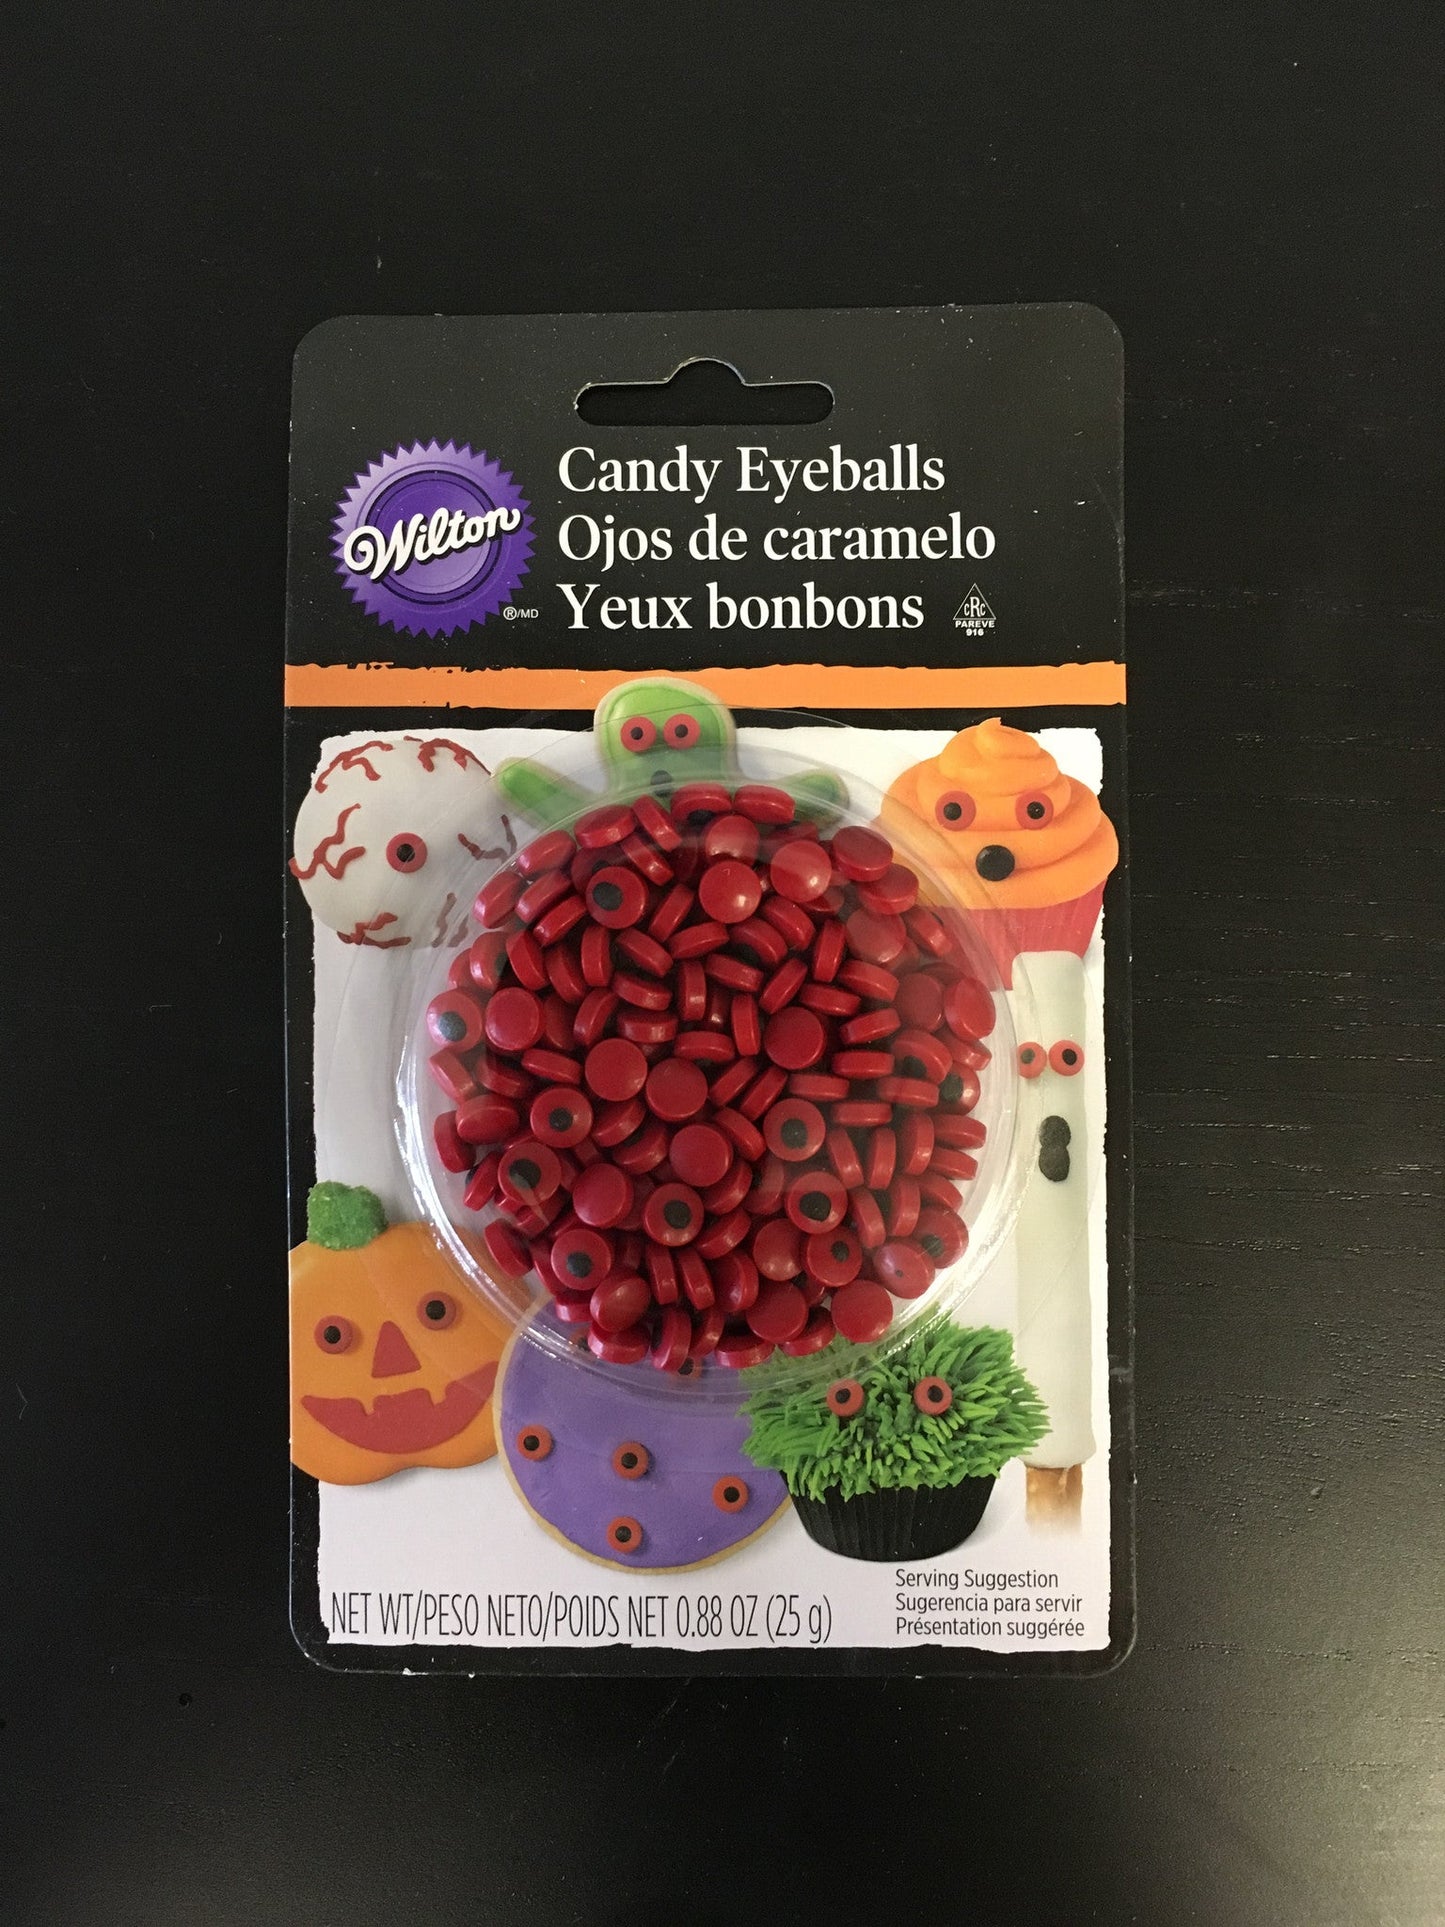 Wilton
®/MD
Candy Eyeballs
Ojos de caramelo
Yeux bonbons
cRc
PAREVE
916
NET WT/PESO NETO/POIDS NET 0.88 OZ (25 g)
Serving Suggestion
Sugerencia para servir
Présentation suggérée